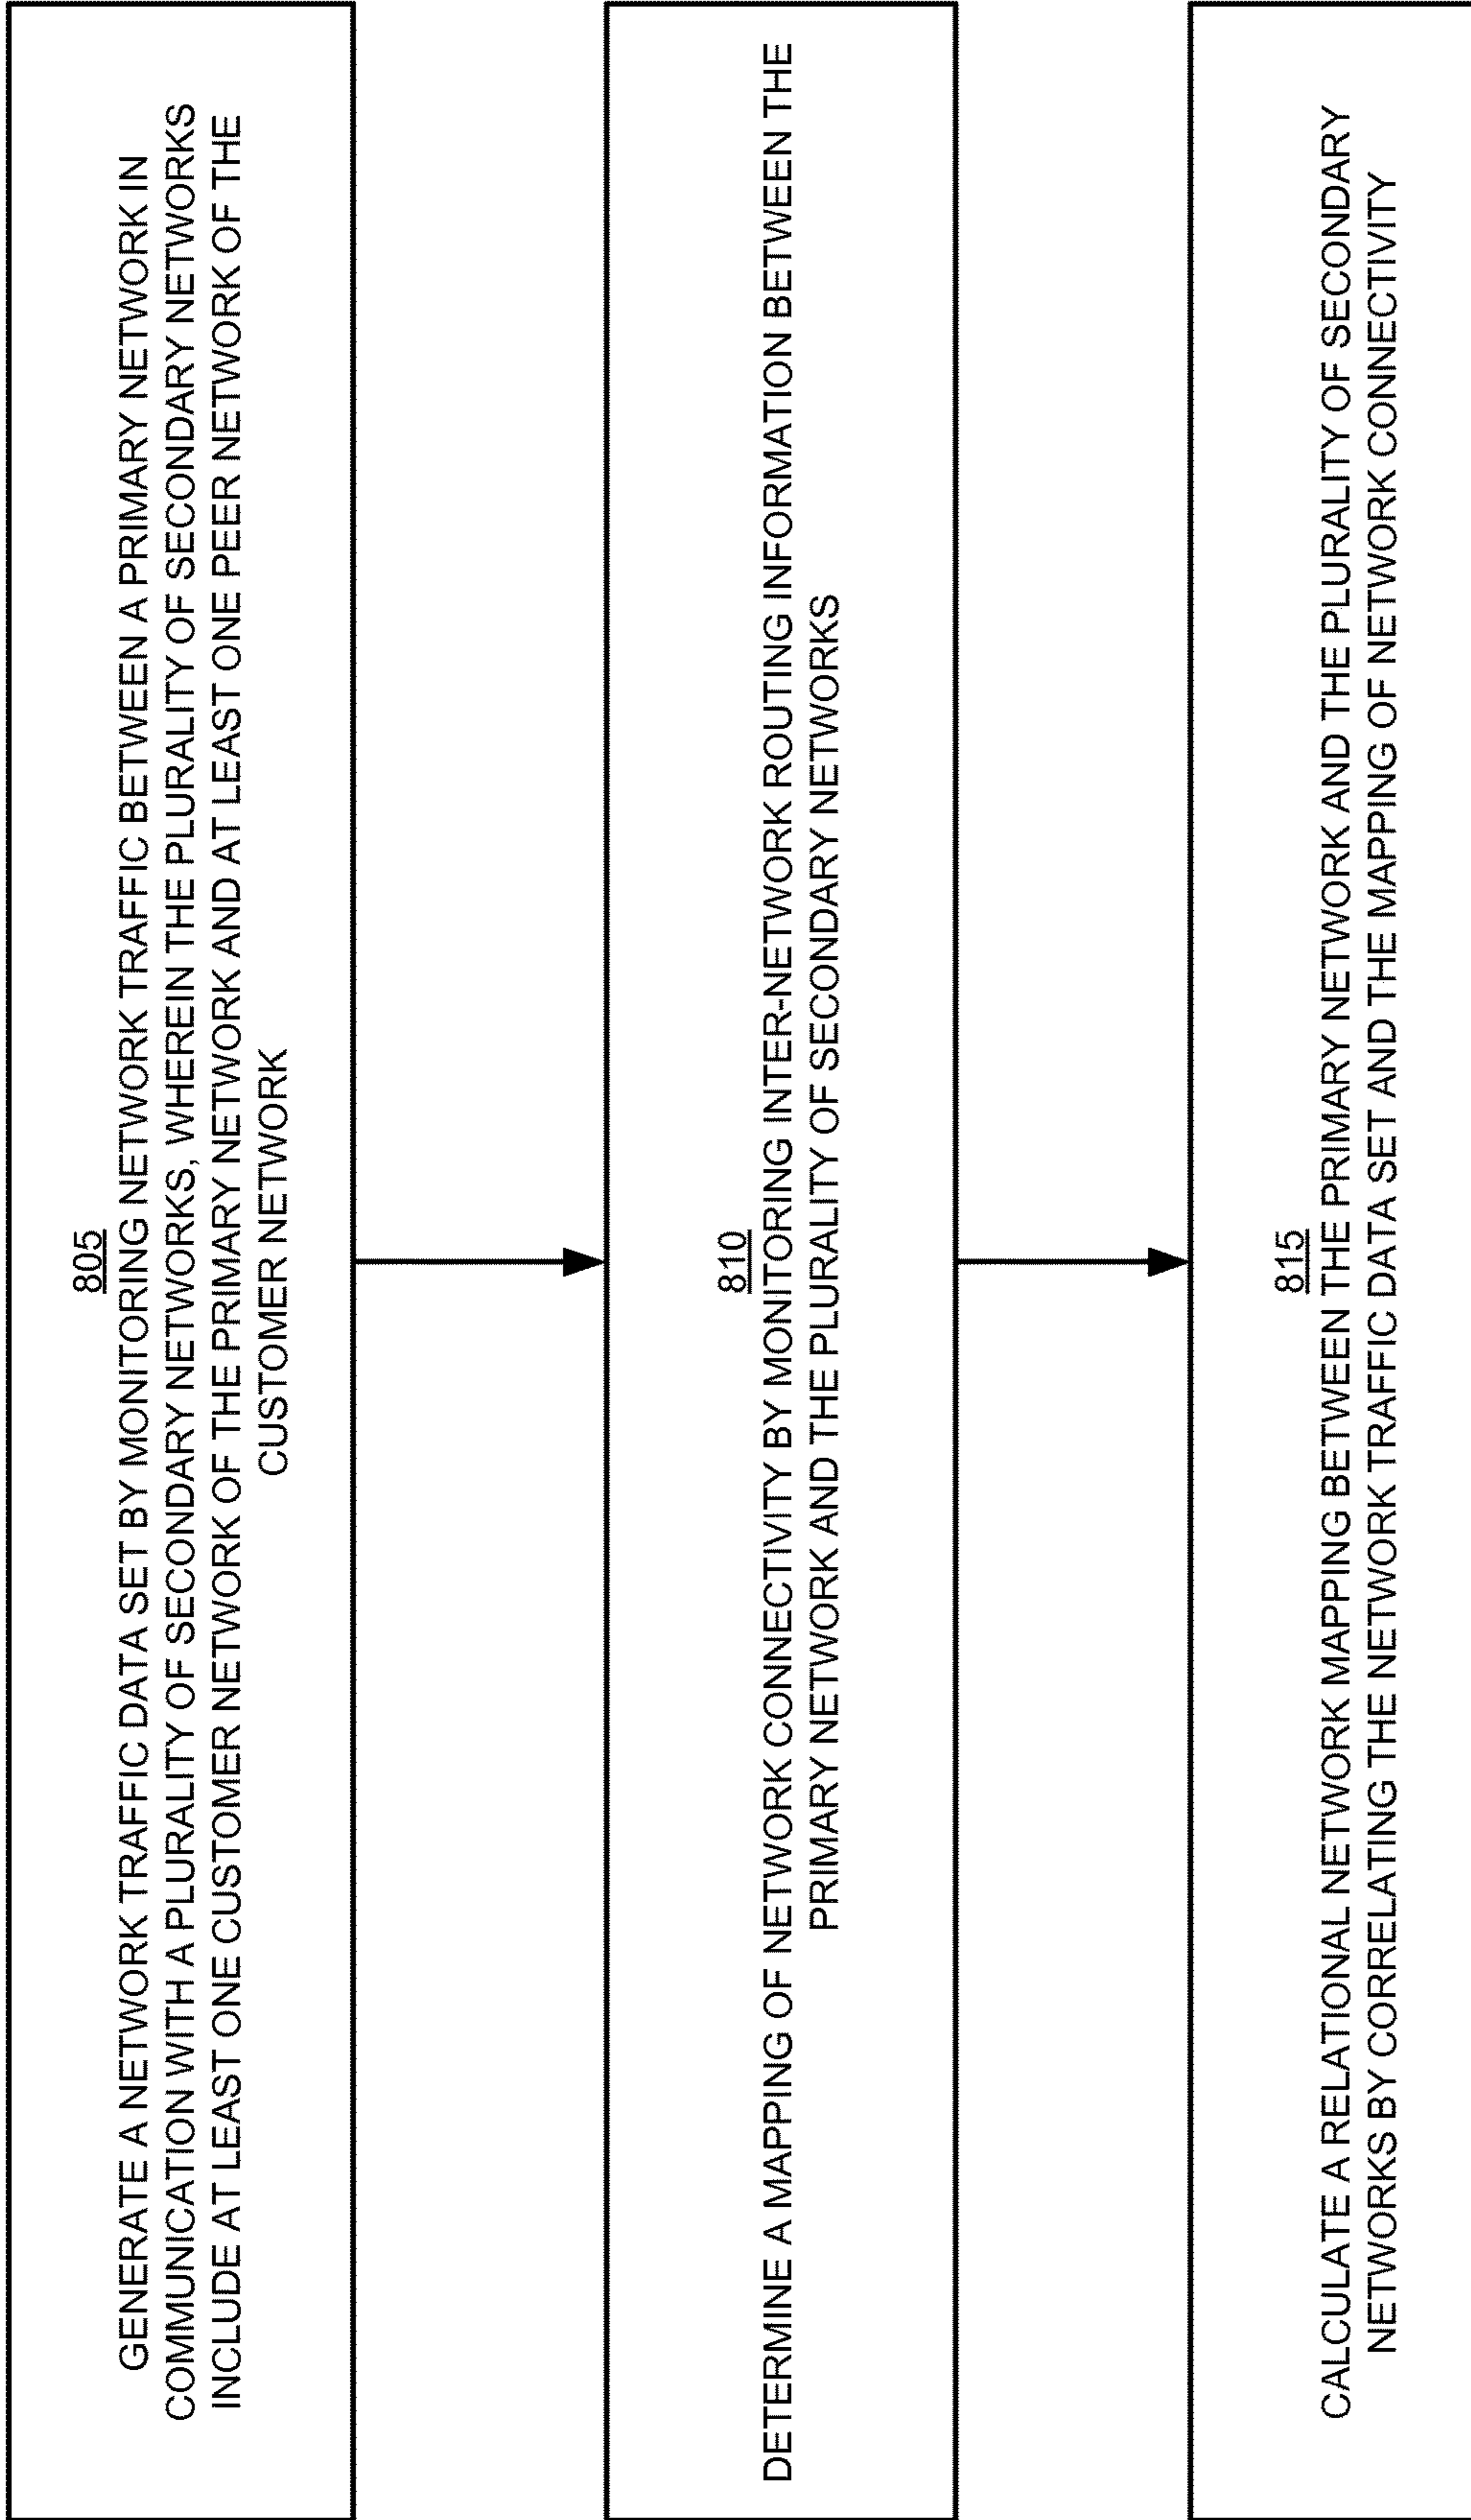 805
GENERATE A NETWORK TRAFFIC DATA SET BY MONITORING NETWORK TRAFFIC BETWEEN A PRIMARY NETWORK IN
COMMUNICATION WITH A PLURALITY OF SECONDARY NETWORKS, WHEREIN THE PLURALITY OF SECONDARY NETWORKS
INCLUDE AT LEAST ONE CUSTOMER NETWORK OF THE PRIMARY NETWORK AND AT LEAST ONE PEER NETWORK OF THE
CUSTOMER NETWORK
810
DETERMINE A MAPPING OF NETWORK CONNECTIVITY BY MONITORING INTER-NETWORK ROUTING INFORMATION BETWEEN THE
PRIMARY NETWORK AND THE PLURALITY OF SECONDARY NETWORKS
815
CALCULATE A RELATIONAL NETWORK MAPPING BETWEEN THE PRIMARY NETWORK AND THE PLURALITY OF SECONDARY
NETWORKS BY CORRELATING THE NETWORK TRAFFIC DATA SET AND THE MAPPING OF NETWORK CONNECTIVITY